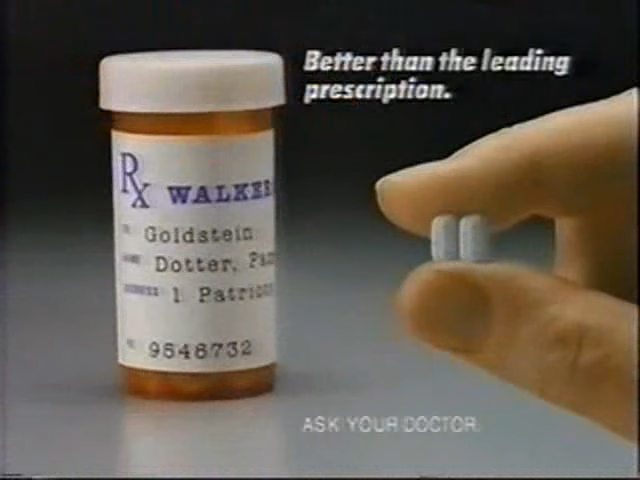 Better than the leading
prescription.
Rx WALKER
Goldstein
Dotter,
1
9546732
ASK YOUR DOCTOR.